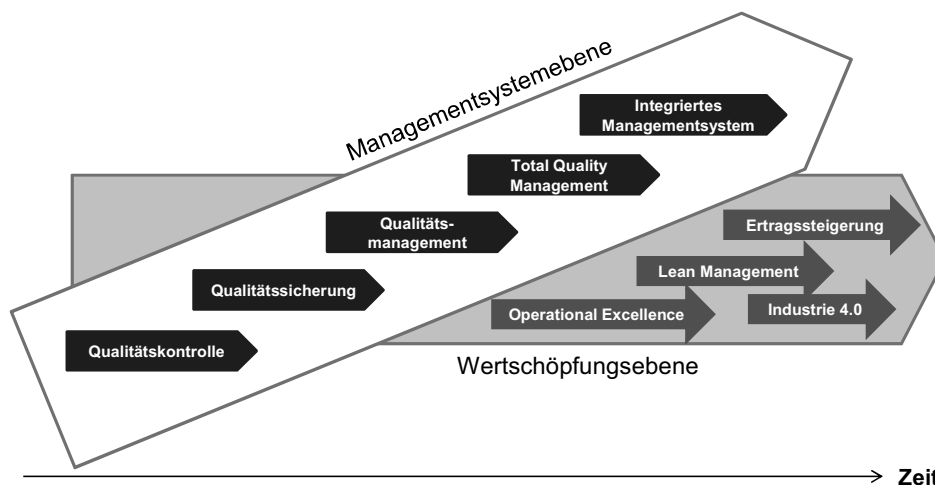 Managementsystemebene
Integriertes
Managementsystem
Total Quality
Management
Qualitäts-
management
Qualitätssicherung
Qualitätskontrolle
Ertragssteigerung
Lean Management
Operational Excellence
Industrie 4.0
Wertschöpfungsebene
Zeit